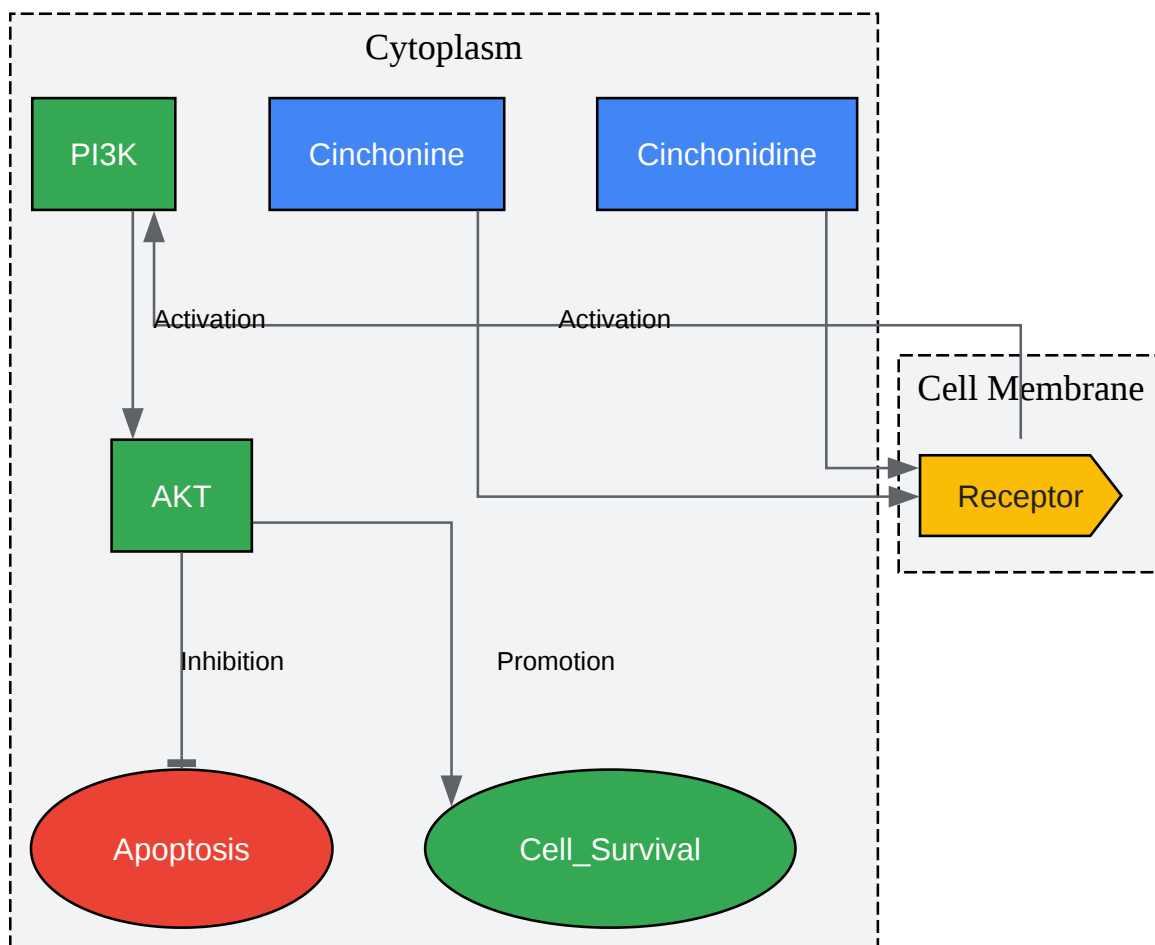 Cytoplasm
PI3K
Cinchonine
Cinchonidine
Activation
Activation
Cell Membrane
AKT
Receptor
Inhibition
Promotion
Apoptosis
Cell_Survival